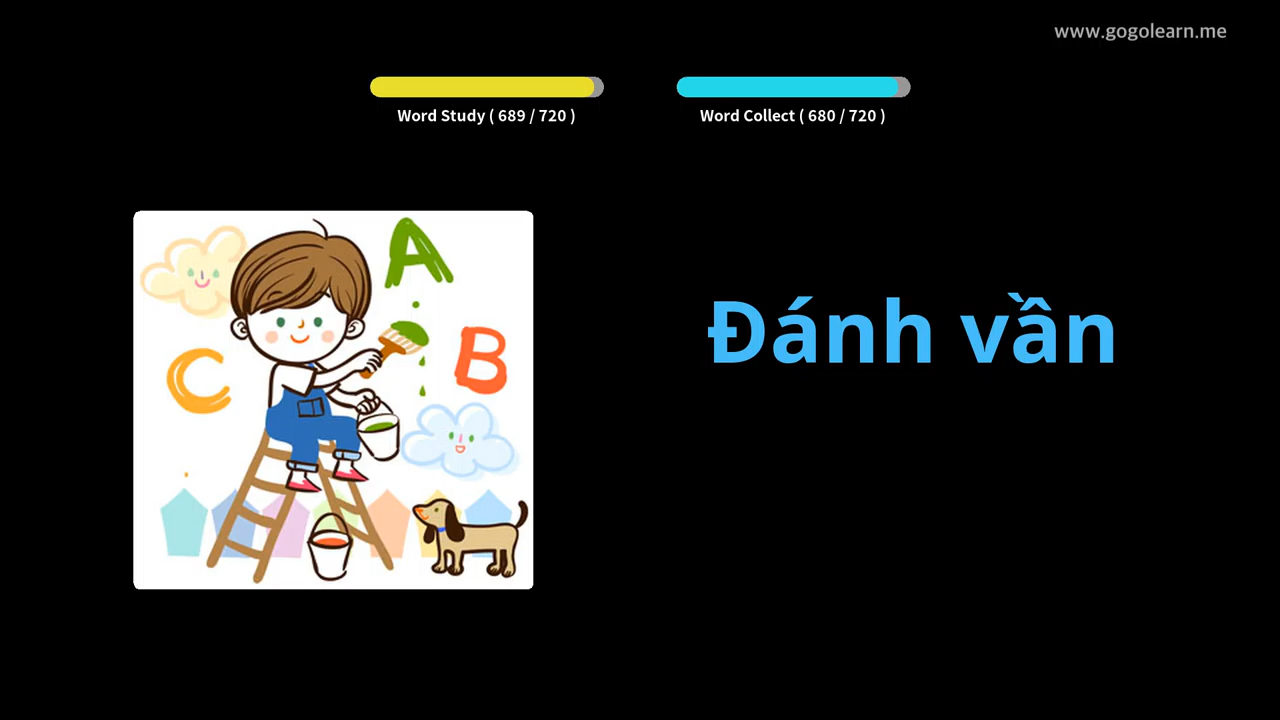 www.gogolearn.me
Word Study ( 689 / 720 )
Word Collect ( 680 / 720 )
A
B
C
Đánh vần